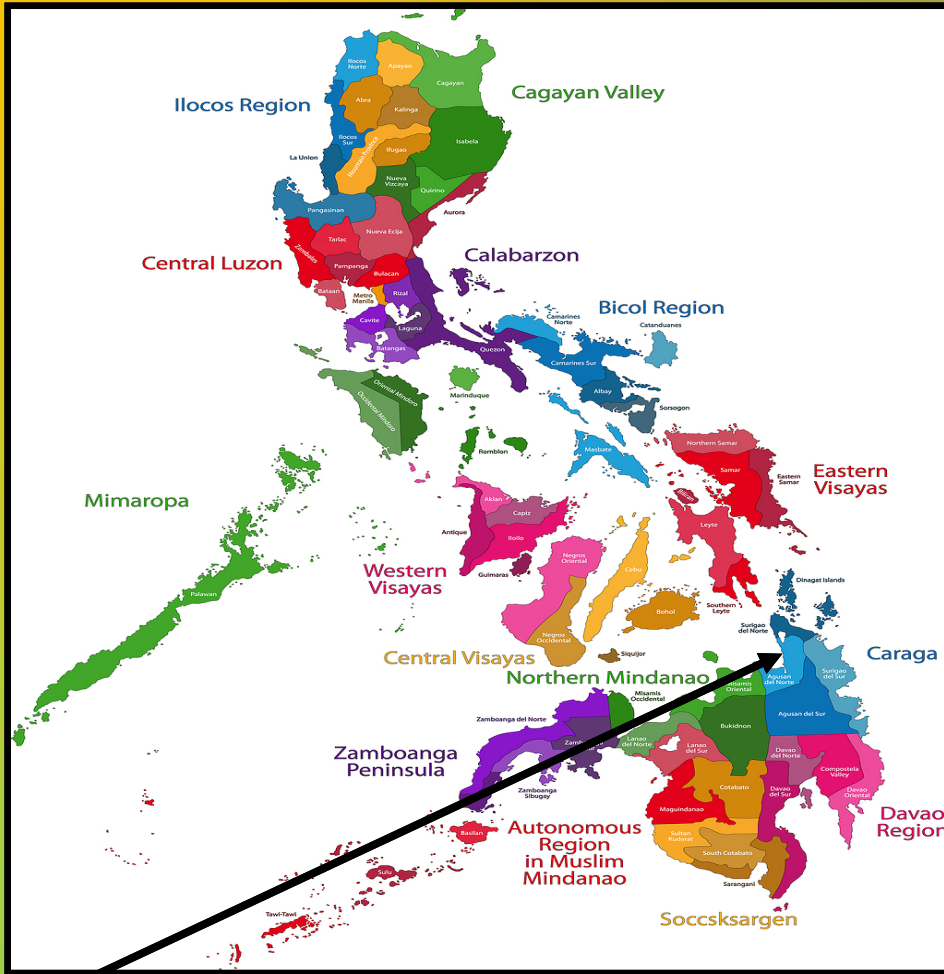 Ilocos
Norte
Apayao
Cagayan
Cagayan Valley
Ilocos Region
Abra
Kalinga
Ilocos
Sur
Isabela
La Union
Mountain Province
Ifugao
Nueva
Vizcaya
Quirino
Pangasinan
Aurora
Nueva Ecija
Tarlac
Zambales
Central Luzon
Pampanga
Bulacan
Calabarzon
Bataan
Metro
Manila
Rizal
Cavite
Laguna
Batangas
Quezon
Bicol Region
Camarines
Norte
Catanduanes
Camarines Sur
Albay
Sorsogon
Oriental Mindoro
Occidental Mindoro
Marinduque
Romblon
Masbate
Northern Samar
Samar
Eastern
Samar
Eastern
Visayas
Biliran
Leyte
Southern
Leyte
Mimaropa
Palawan
Aklan
Capiz
Antique
Iloilo
Guimaras
Western
Visayas
Negros
Oriental
Cebu
Bohol
Negros
Occidental
Siquijor
Central Visayas
Dinagat Islands
Surigao
del Norte
Caraga
Agusan
del Norte
Surigao
del Sur
Agusan del Sur
Northern Mindanao
Misamis
Oriental
Misamis
Occidental
Bukidnon
Lanao
del Norte
Lanao
del Sur
Zamboanga del Norte
Zamboanga
Peninsula
Zamboanga
Sibugay
Davao
del Norte
Compostela
Valley
Davao
Oriental
Davao
del Sur
Davao
Region
Cotabato
Maguindanao
Sultan
Kudarat
South Cotabato
Sarangani
Soccsksargen
Basilan
Autonomous
Region
in Muslim
Mindanao
Sulu
Tawi-Tawi